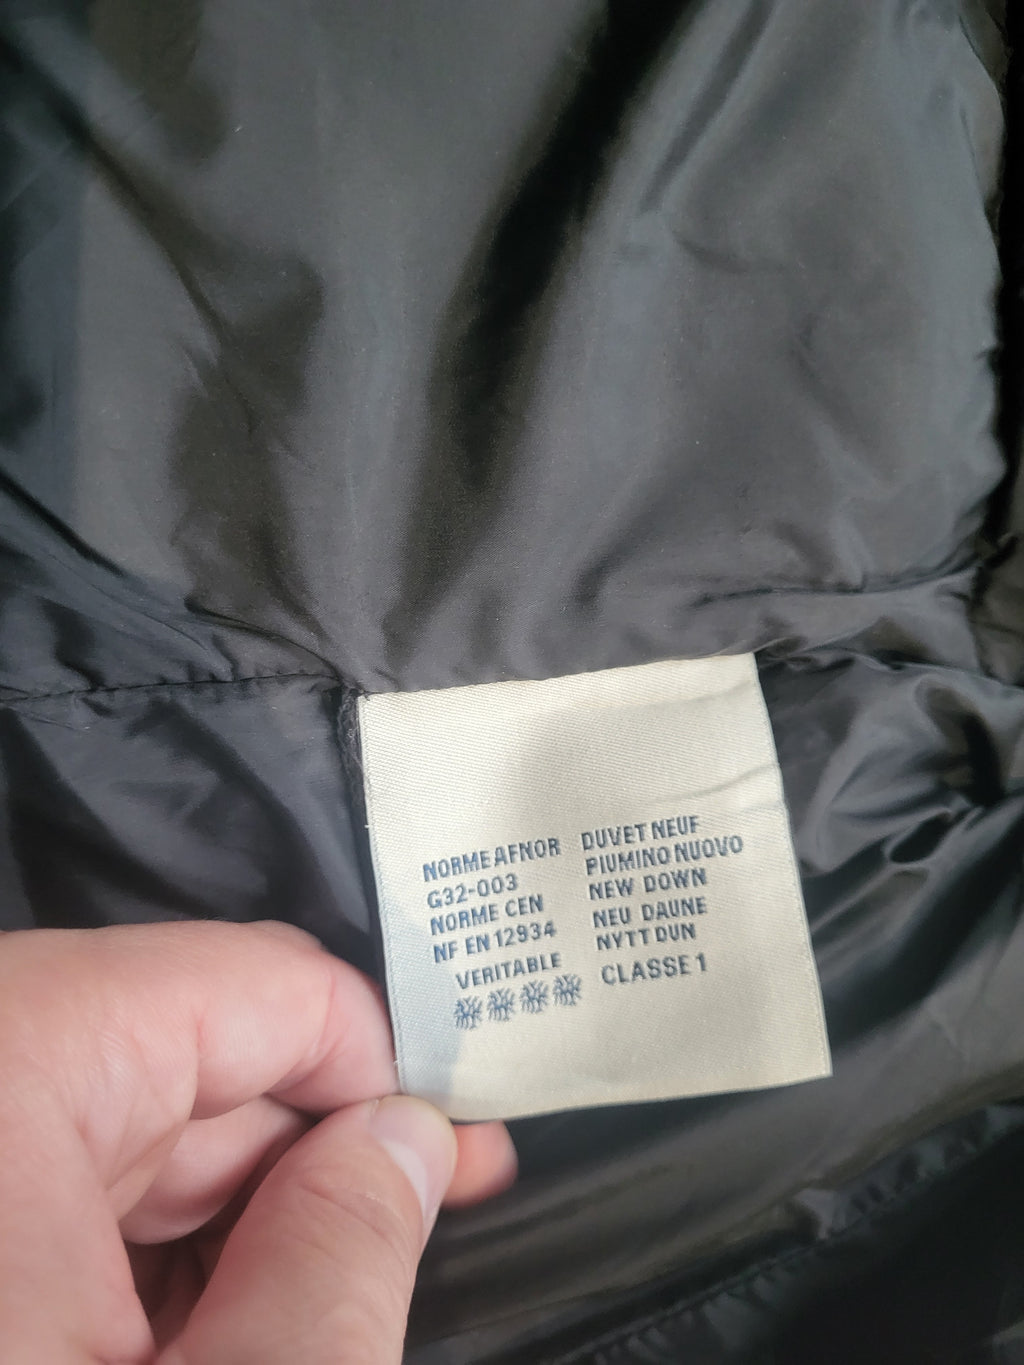 NORME AFNOR
G32-003
NORME CEN
NF EN 12934
VERITABLE
DUVET NEUF
PIUMINO NUOVO
NEW DOWN
NEU DAUNE
NYTT DUN
CLASSE 1